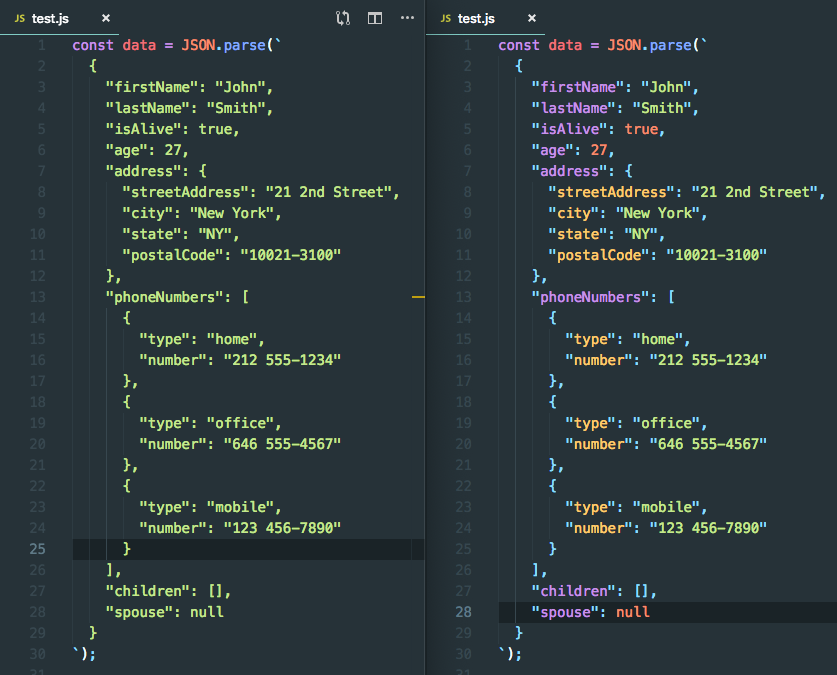 JS test.js ×
1 const data = JSON.parse(`
2 {
3 "firstName": "John",
4 "lastName": "Smith",
5 "isAlive": true,
6 "age": 27,
7 "address": {
8 "streetAddress": "21 2nd Street",
9 "city": "New York",
10 "state": "NY",
11 "postalCode": "10021-3100"
12 },
13 "phoneNumbers": [
14 {
15 "type": "home",
16 "number": "212 555-1234"
17 },
18 {
19 "type": "office",
20 "number": "646 555-4567"
21 },
22 {
23 "type": "mobile",
24 "number": "123 456-7890"
25 }
26 ],
27 "children": [],
28 "spouse": null
29 }
30 `);
31
JS test.js ×
1 const data = JSON.parse(`
2 {
3 "firstName": "John",
4 "lastName": "Smith",
5 "isAlive": true,
6 "age": 27,
7 "address": {
8 "streetAddress": "21 2nd Street",
9 "city": "New York",
10 "state": "NY",
11 "postalCode": "10021-3100"
12 },
13 "phoneNumbers": [
14 {
15 "type": "home",
16 "number": "212 555-1234"
17 },
18 {
19 "type": "office",
20 "number": "646 555-4567"
21 },
22 {
23 "type": "mobile",
24 "number": "123 456-7890"
25 }
26 ],
27 "children": [],
28 "spouse": null
29 }
30 `);
31